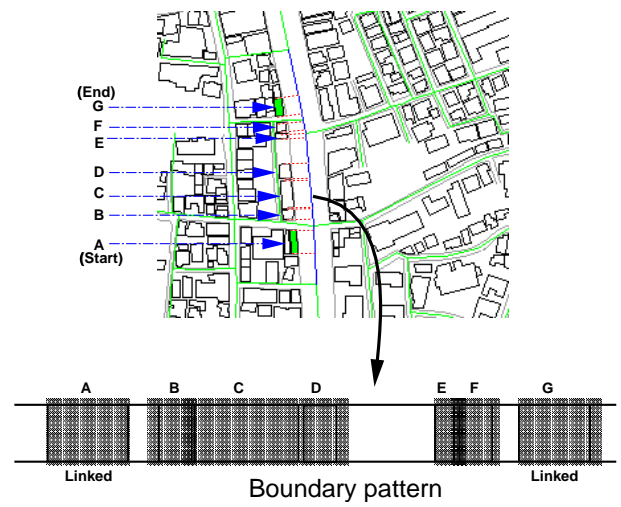 (End)
G
F
E
D
C
B
A
(Start)
A B C D E F G
Linked Linked
Boundary pattern